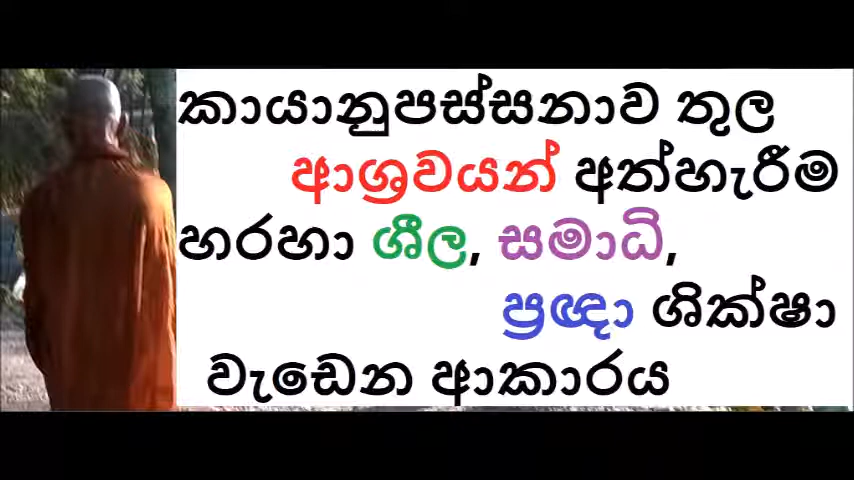 කායානුපස්සනාව තුල
ආශ්‍රවයන් අත්හැරීම
හරහා ශීල, සමාධි,
ප්‍රඥා ශික්ෂා
වැඩෙන ආකාරය